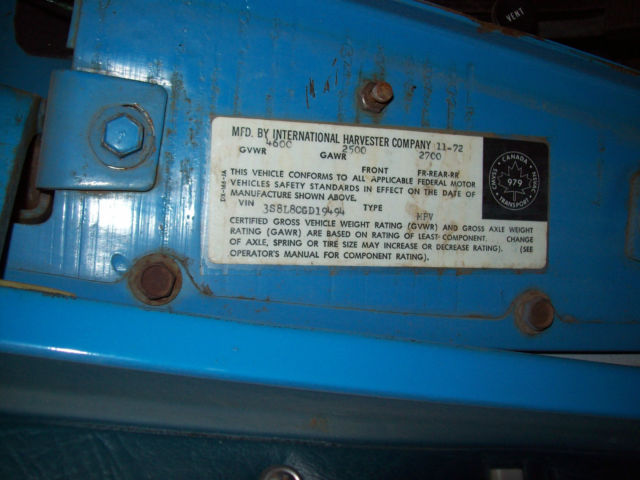 VENT
MFD. BY INTERNATIONAL HARVESTER COMPANY 11-72
4600 2500 2700
GVWR GAWR
FRONT FR-REAR-RR
THIS VEHICLE CONFORMS TO ALL APPLICABLE FEDERAL MOTOR
VEHICLES SAFETY STANDARDS IN EFFECT ON THE DATE OF
MANUFACTURE SHOWN ABOVE.
VIN 3S8L8CGD19494 TYPE MPV
CERTIFIED GROSS VEHICLE WEIGHT RATING (GVWR) AND GROSS AXLE WEIGHT
RATING (GAWR) ARE BASED ON RATING OF LEAST COMPONENT. CHANGE
OF AXLE, SPRING OR TIRE SIZE MAY INCREASE OR DECREASE RATING). (SEE
OPERATOR'S MANUAL FOR COMPONENT RATING).
CANADA
979
TRANSPORT